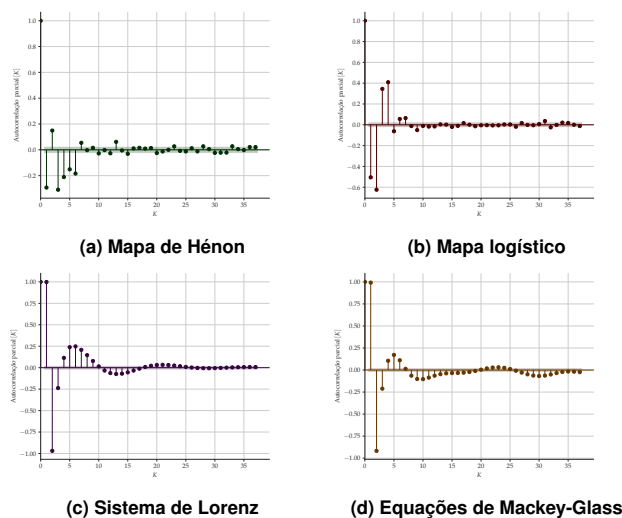 1.0
0.8
0.6
0.4
0.2
0.0
−0.2
Autocorrelação parcial [K]
0 5 10 15 20 25 30 35
K
(a) Mapa de Hénon
1.0
0.8
0.6
0.4
0.2
0.0
−0.2
−0.4
−0.6
Autocorrelação parcial [K]
0 5 10 15 20 25 30 35
K
(b) Mapa logístico
1.00
0.75
0.50
0.25
0.00
−0.25
−0.50
−0.75
−1.00
Autocorrelação parcial [K]
0 5 10 15 20 25 30 35
K
(c) Sistema de Lorenz
1.00
0.75
0.50
0.25
0.00
−0.25
−0.50
−0.75
−1.00
Autocorrelação parcial [K]
0 5 10 15 20 25 30 35
K
(d) Equações de Mackey-Glass